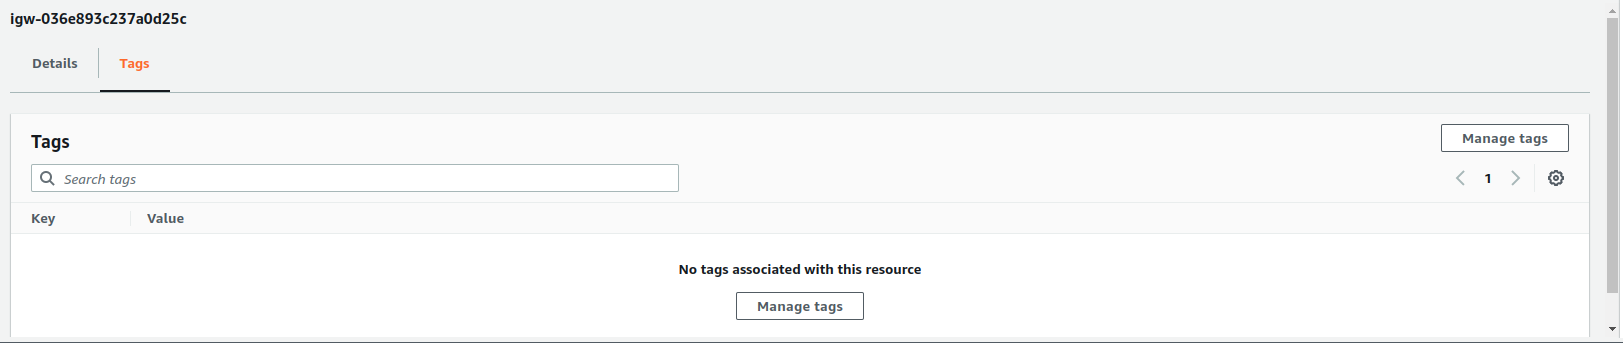 igw-036e893c237a0d25c
Details Tags
Tags Manage tags
Search tags 1
Key Value
No tags associated with this resource
Manage tags